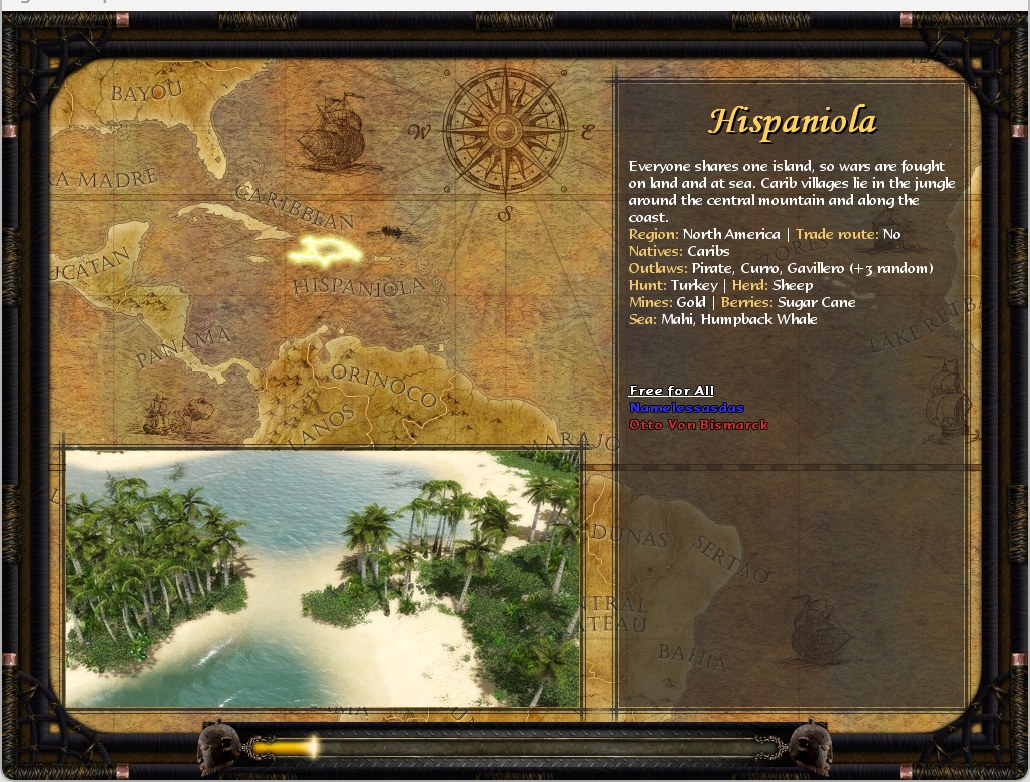 BAYOU
W
E
S
RA MADRE
CARIBBEAN
UCATAN
HISPANIOLA
PANAMA
ORINOCO
LANOS
MARAJO
DUNAS
SERTAO
BAHIA
Hispaniola
Everyone shares one island, so wars are fought
on land and at sea. Carib villages lie in the jungle
around the central mountain and along the
coast.
Region: North America | Trade route: No
Natives: Caribs
Outlaws: Pirate, Curro, Gavillero (+3 random)
Hunt: Turkey | Herd: Sheep
Mines: Gold | Berries: Sugar Cane
Sea: Mahi, Humpback Whale
Free for All
Namelessasdas
Otto Von Bismarck